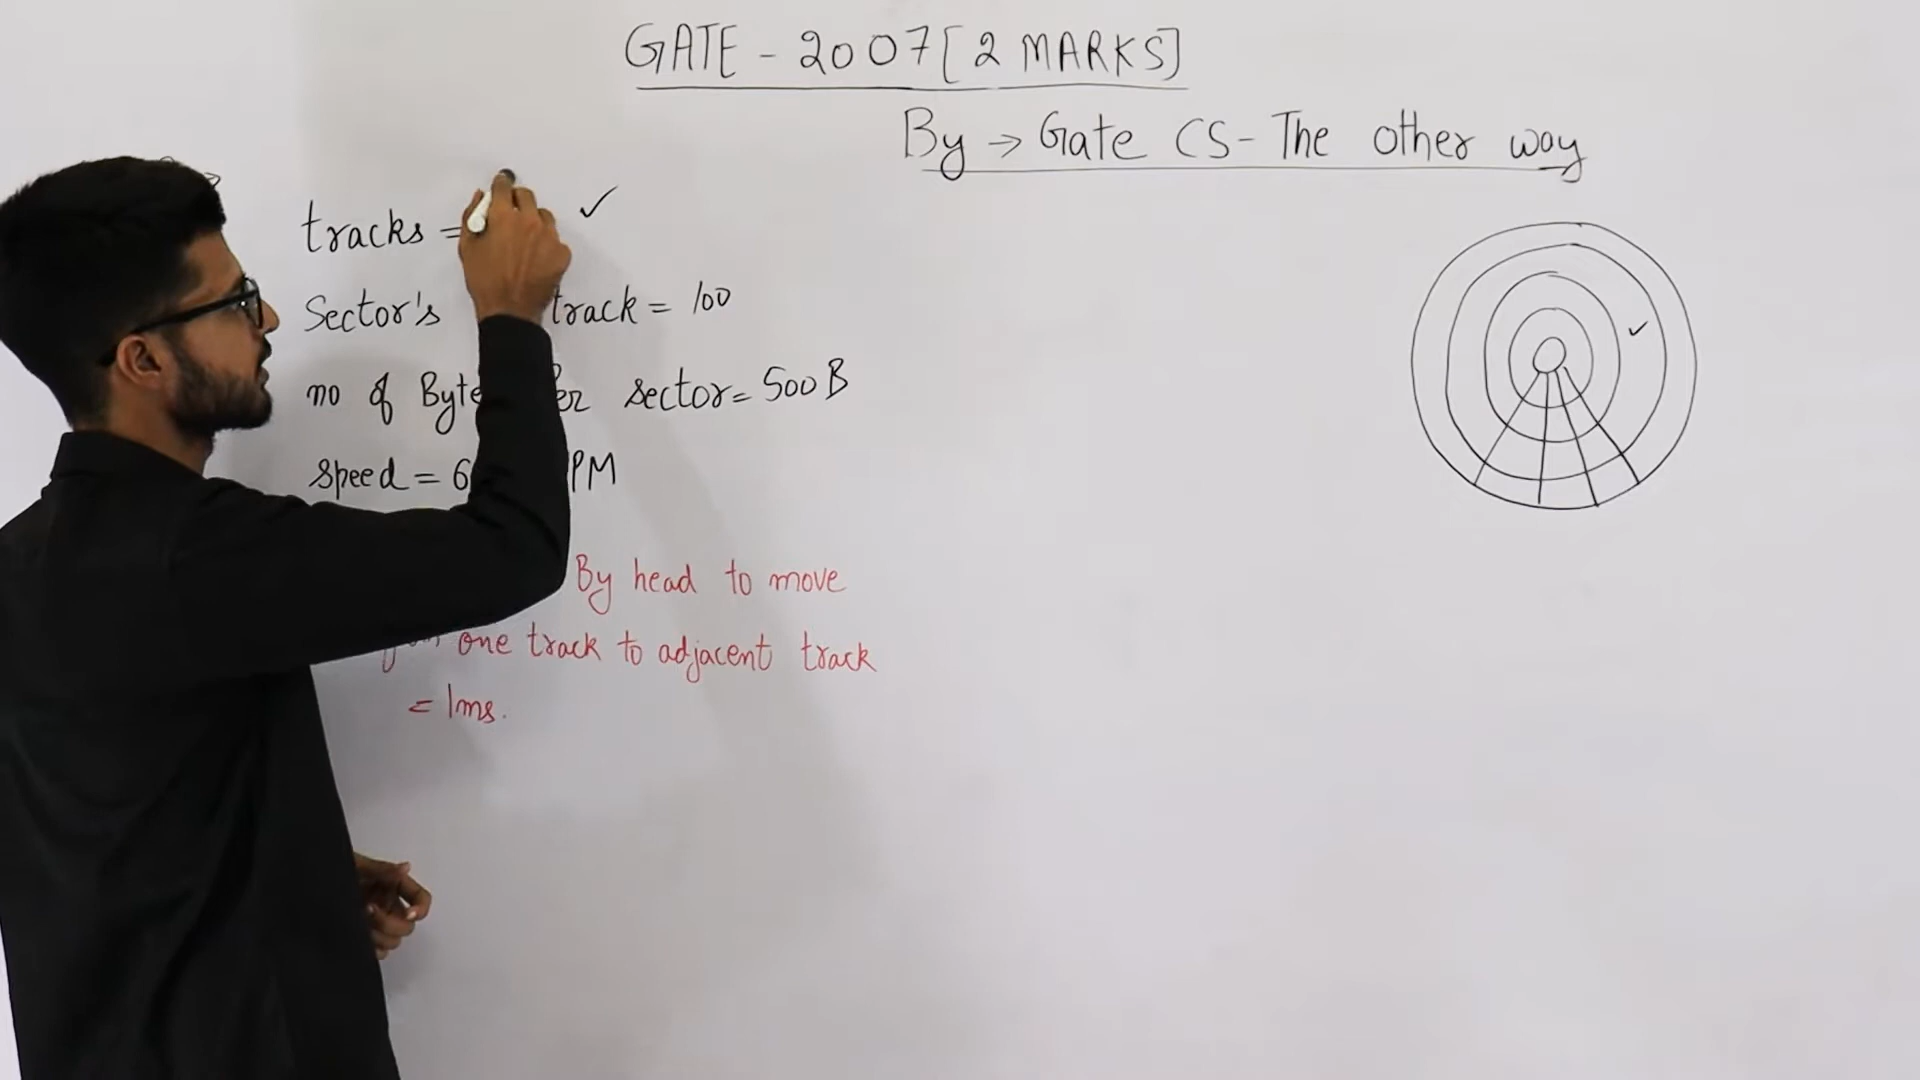 GATE - 2007 [2 MARKS]
By → Gate CS - The other way
tracks =
Sector's track = 100
no of Byte sector = 500 B
speed = 6 PM
By head to move
one track to adjacent track
= 1ms.